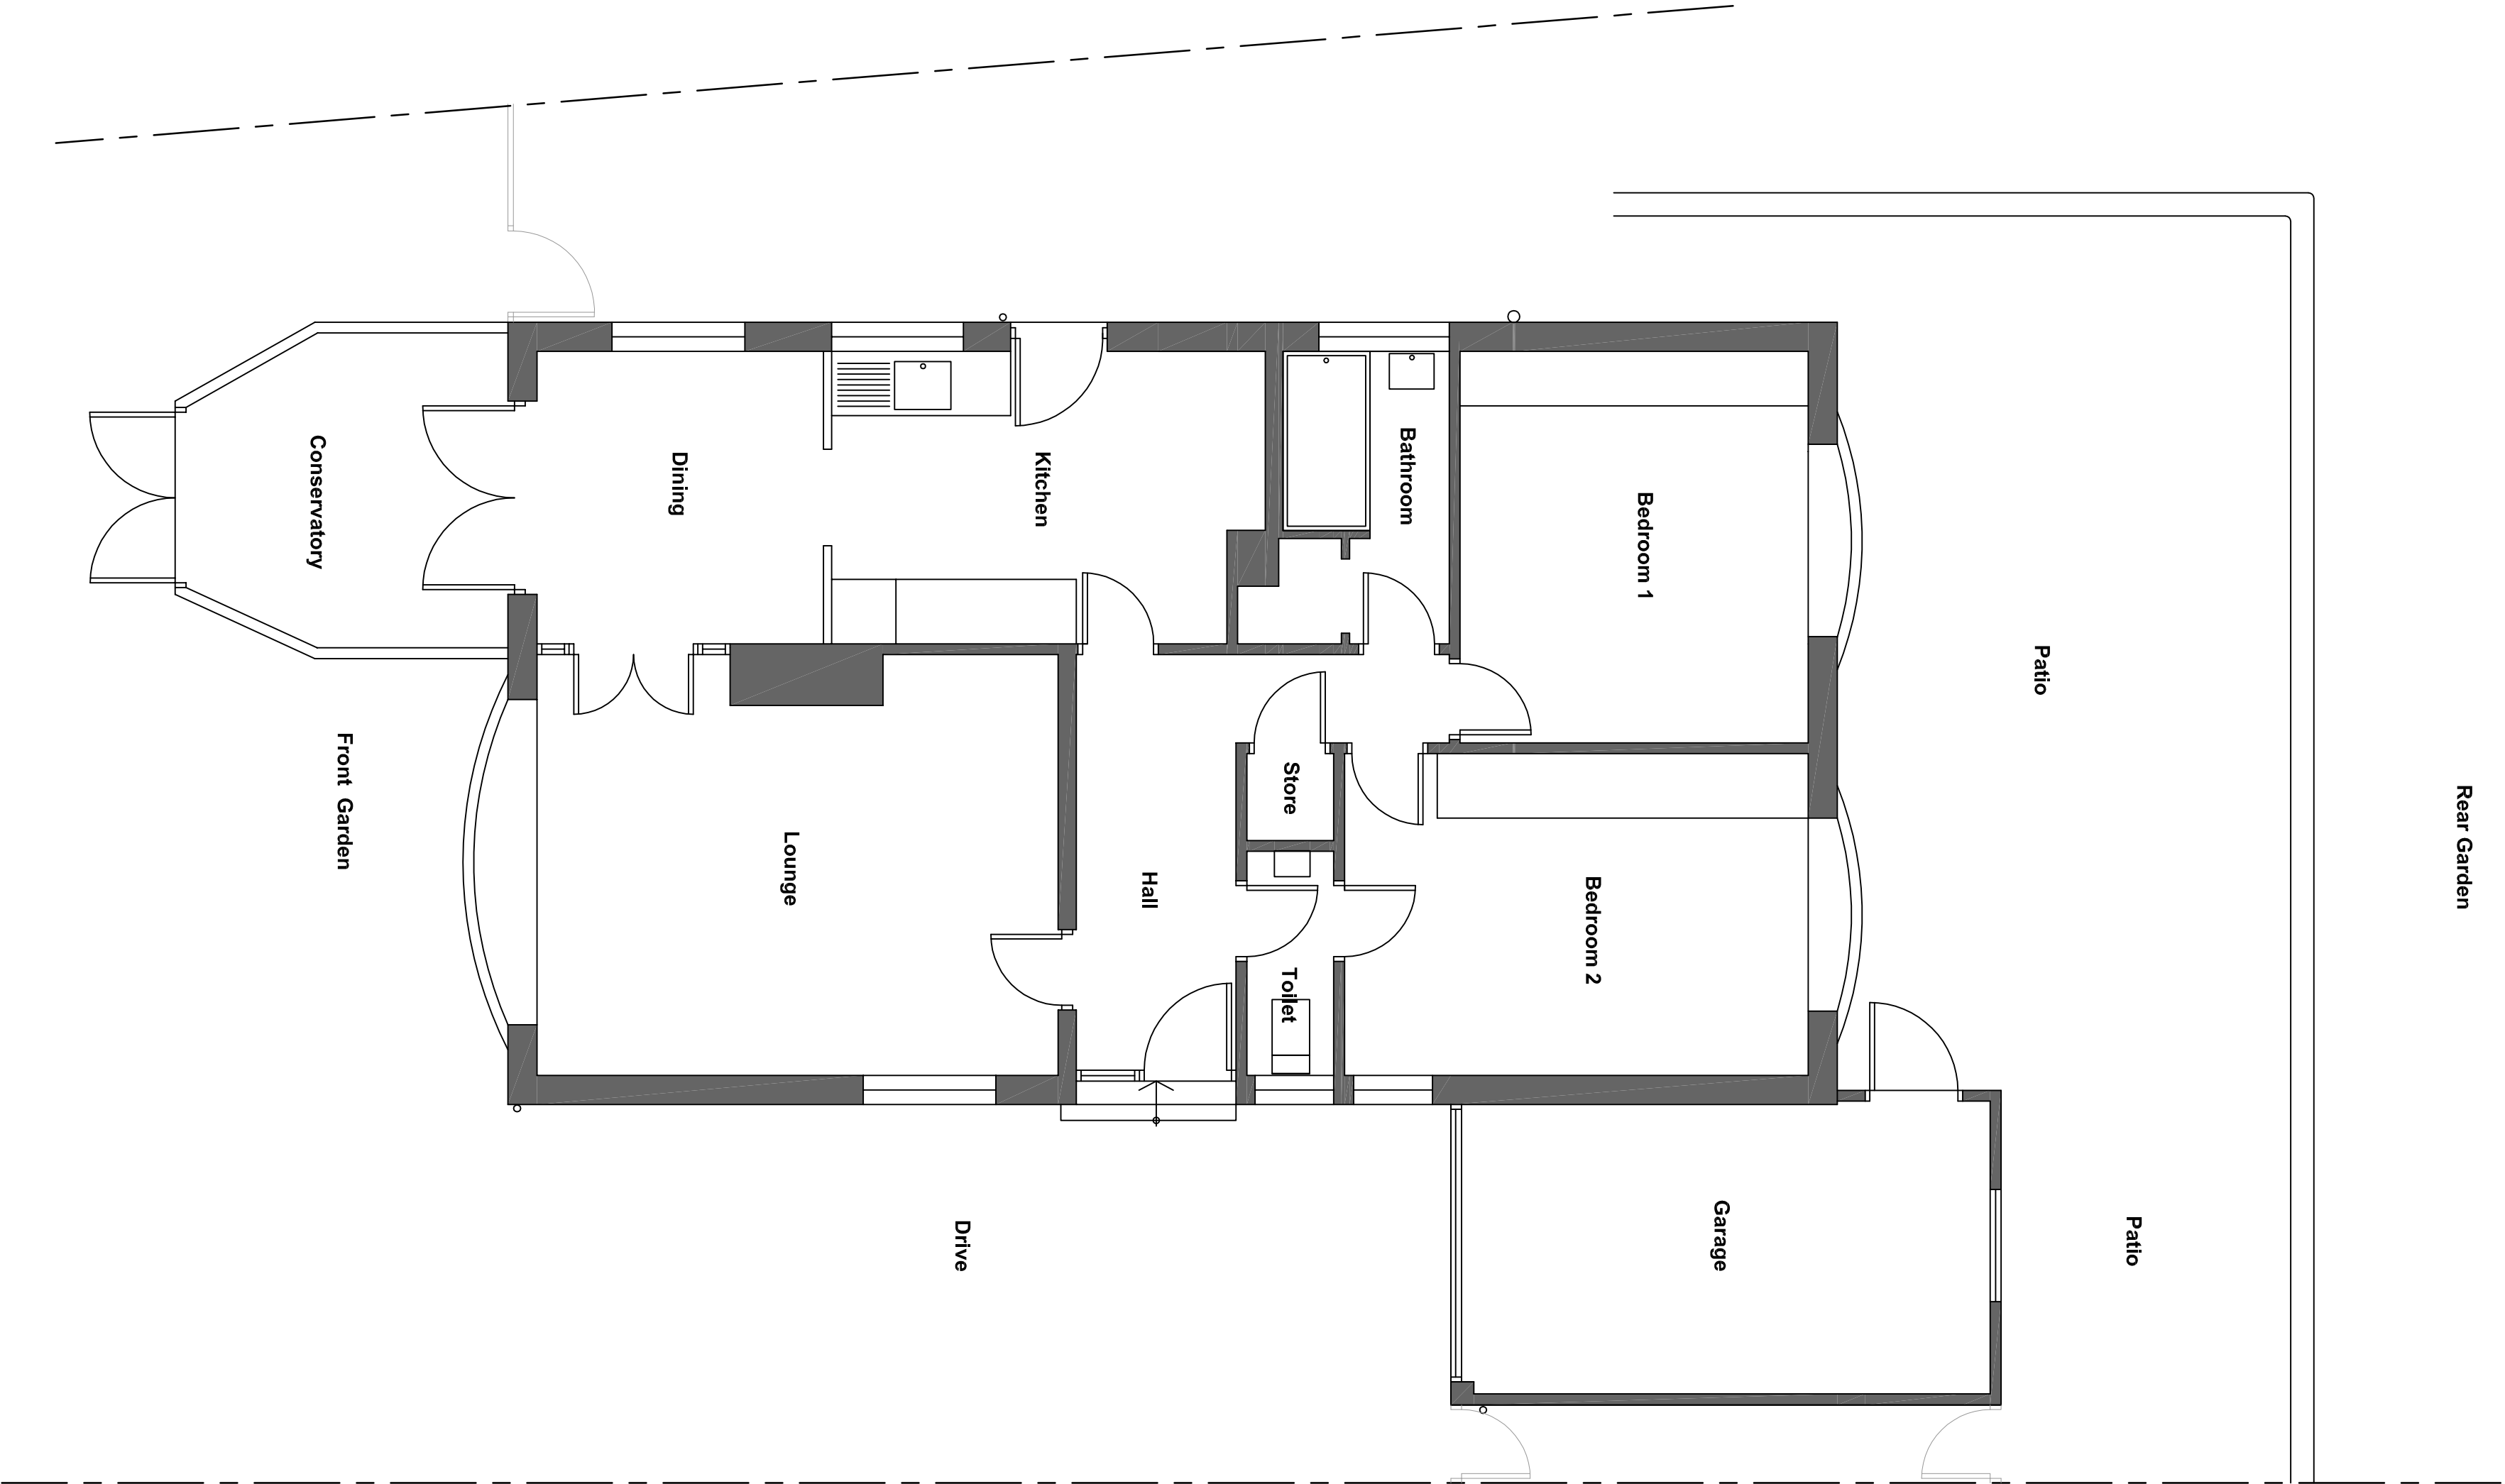 Rear Garden
Patio
Patio
Bedroom 1
Bedroom 2
Garage
Bathroom
Store
Toilet
Kitchen
Hall
Drive
Dining
Lounge
Conservatory
Front Garden